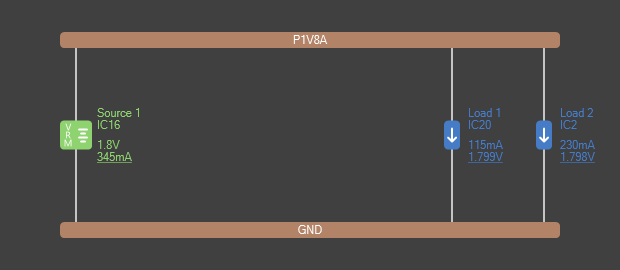 P1V8A
Source 1
IC16
1.8V
345mA
VRM
Load 1
IC20
115mA
1.799V
Load 2
IC2
230mA
1.798V
GND